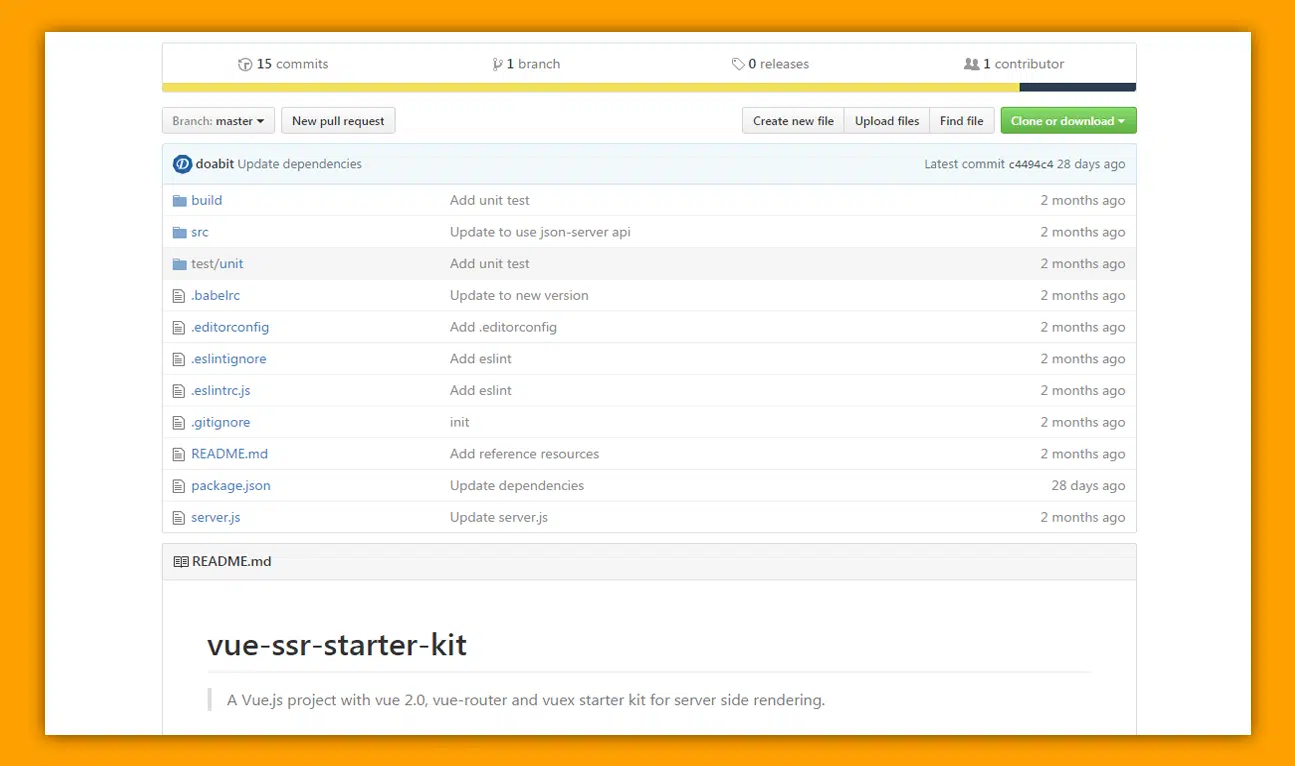 15 commits 1 branch 0 releases 1 contributor
Branch: master New pull request Create new file Upload files Find file Clone or download
doabit Update dependencies Latest commit c4494c4 28 days ago
build Add unit test 2 months ago
src Update to use json-server api 2 months ago
test/unit Add unit test 2 months ago
.babelrc Update to new version 2 months ago
.editorconfig Add .editorconfig 2 months ago
.eslintignore Add eslint 2 months ago
.eslintrc.js Add eslint 2 months ago
.gitignore init 2 months ago
README.md Add reference resources 2 months ago
package.json Update dependencies 28 days ago
server.js Update server.js 2 months ago
README.md
vue-ssr-starter-kit
A Vue.js project with vue 2.0, vue-router and vuex starter kit for server side rendering.